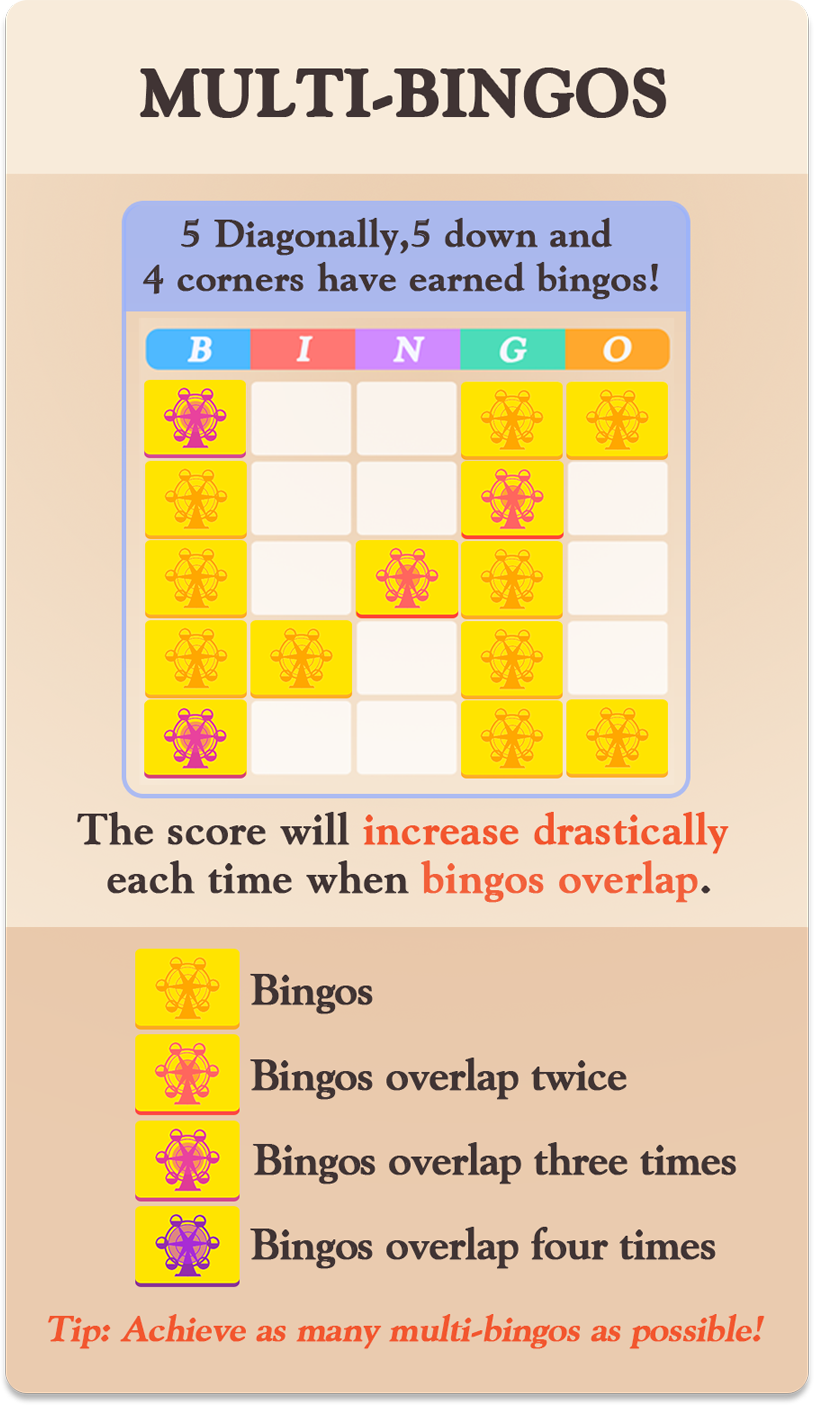 MULTI-BINGOS
5 Diagonally,5 down and
4 corners have earned bingos!
B I N G O
The score will increase drastically
each time when bingos overlap.
Bingos
Bingos overlap twice
Bingos overlap three times
Bingos overlap four times
Tip: Achieve as many multi-bingos as possible!